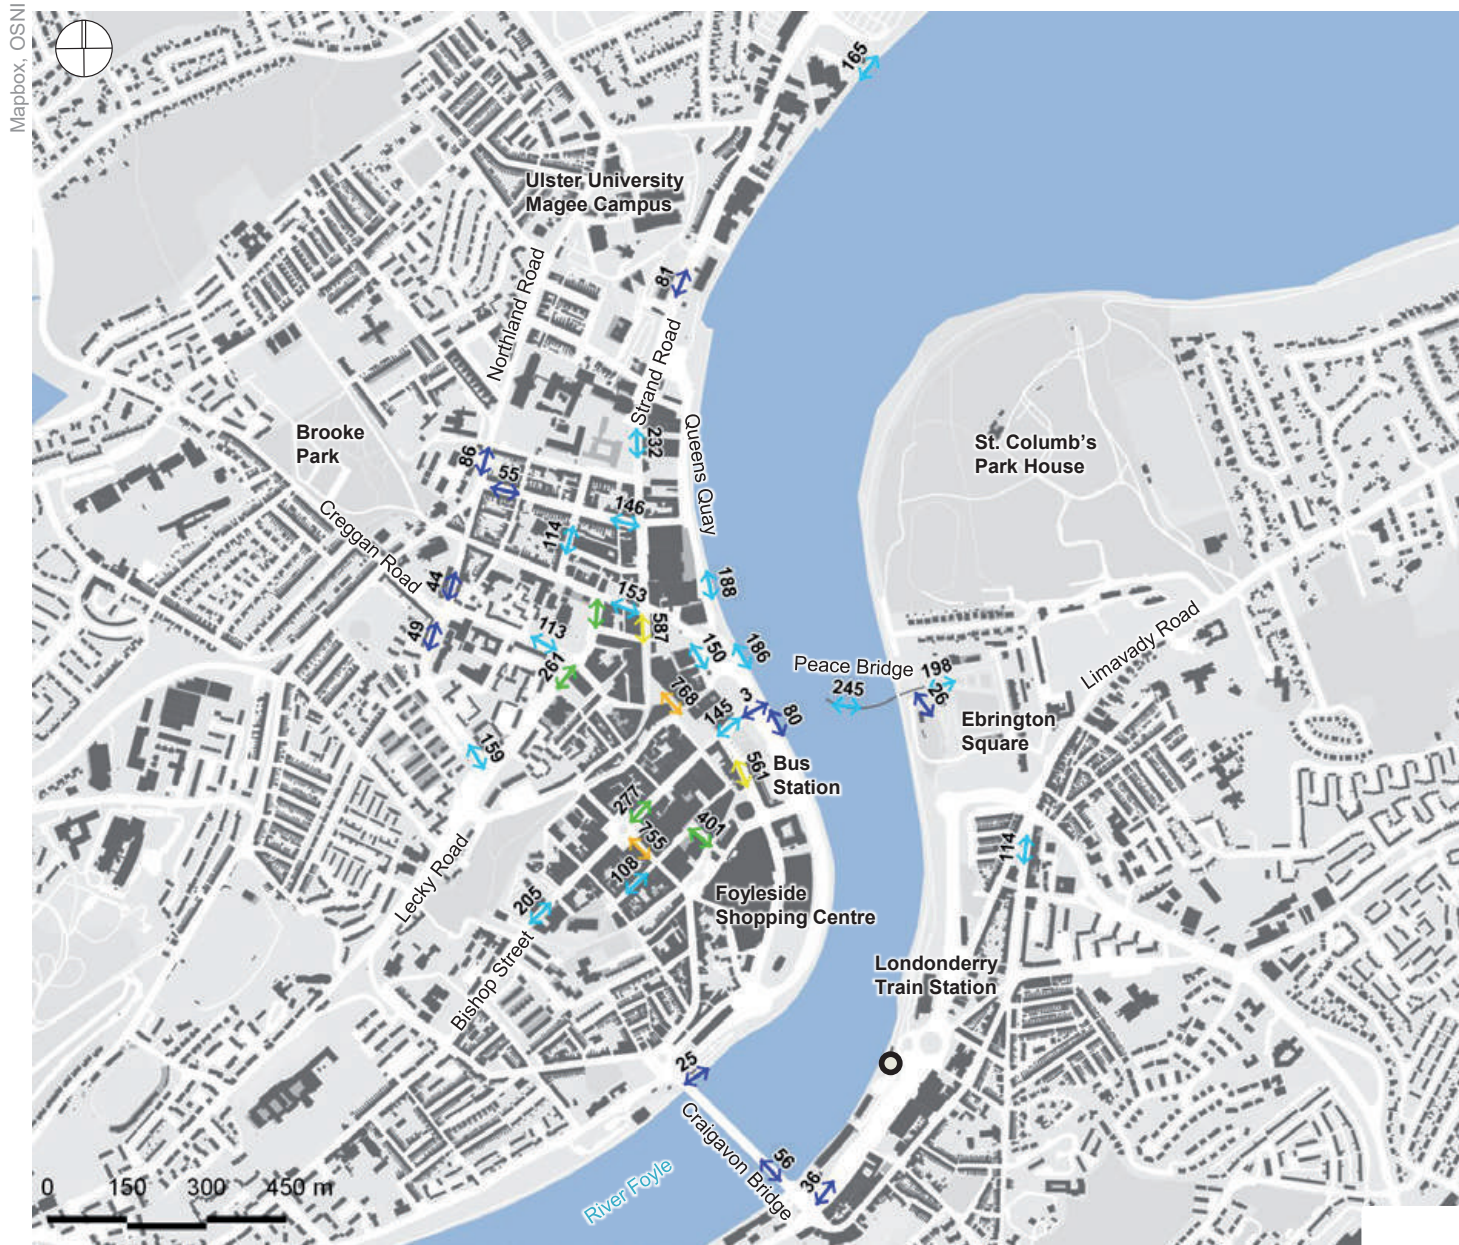 Mapbox, OSNI
165
Ulster University
Magee Campus
81
Northland Road
Strand Road
Brooke
Park
86
55
232
Queens Quay
St. Columb's
Park House
146
114
Creggan Road
44
188
153
49
113
587
261
150
186
Peace Bridge
198
245
26
Limavady Road
768
3
145
80
Ebrington
Square
159
561
Bus
Station
277
755
401
108
114
Lecky Road
205
Foyleside
Shopping Centre
Bishop Street
Londonderry
Train Station
25
Craigavon Bridge
56
36
River Foyle
0 150 300 450 m